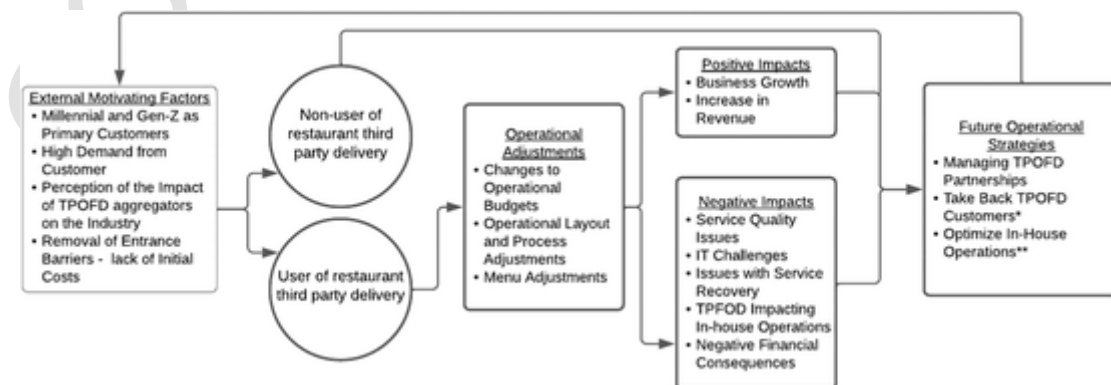 External Motivating Factors
• Millennial and Gen-Z as
Primary Customers
• High Demand from
Customer
• Perception of the Impact
of TPOFD aggregators
on the Industry
• Removal of Entrance
Barriers - lack of Initial
Costs
Non-user of
restaurant third
party delivery
User of restaurant
third party delivery
Operational
Adjustments
• Changes to
Operational
Budgets
• Operational Layout
and Process
Adjustments
• Menu Adjustments
Positive Impacts
• Business Growth
• Increase in
Revenue
Negative Impacts
• Service Quality
Issues
• IT Challenges
• Issues with Service
Recovery
• TPFOD Impacting
In-house Operations
• Negative Financial
Consequences
Future Operational
Strategies
• Managing TPOFD
Partnerships
• Take Back TPOFD
Customers*
• Optimize In-House
Operations**